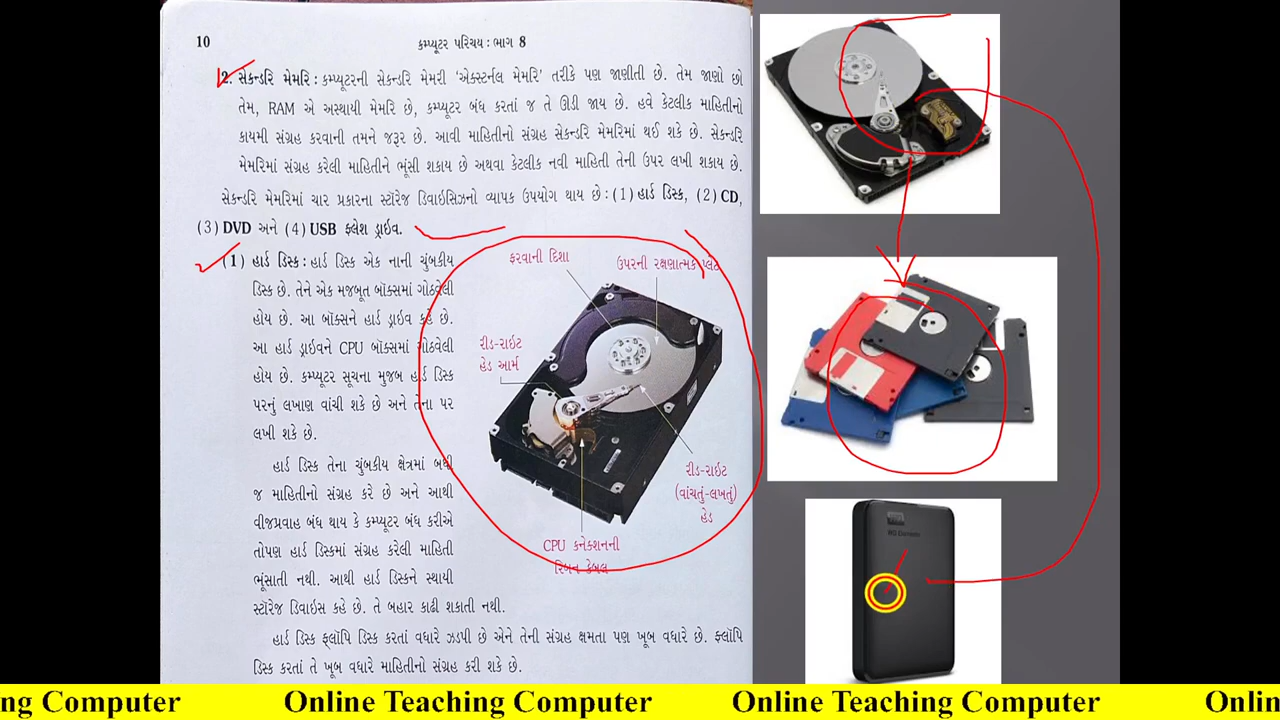 10
કમ્પ્યૂટર પરિચય : ભાગ 8
2. સેકન્ડરિ મેમરિ : કમ્પ્યૂટરની સેકન્ડરિ મેમરી ‘એક્સ્ટર્નલ મેમરિ’ તરીકે પણ જાણીતી છે. તેમ જાણો છો
તેમ, RAM એ અસ્થાયી મેમરિ છે, કમ્પ્યૂટર બંધ કરતાં જ તે ઊડી જાય છે. હવે કેટલીક માહિતીનો
કાયમી સંગ્રહ કરવાની તમને જરૂર છે. આવી માહિતીનો સંગ્રહ સેકન્ડરિ મેમરિમાં થઈ શકે છે. સેકન્ડરિ
મેમરિમાં સંગ્રહ કરેલી માહિતીને ભૂંસી શકાય છે અથવા કેટલીક નવી માહિતી તેની ઉપર લખી શકાય છે.
સેકન્ડરિ મેમરિમાં ચાર પ્રકારના સ્ટૉરેજ ડિવાઇસિઝનો વ્યાપક ઉપયોગ થાય છે : (1) હાર્ડ ડિસ્ક, (2) CD,
(3) DVD અને (4) USB ફ્લેશ ડ્રાઇવ.
(1) હાર્ડ ડિસ્ક : હાર્ડ ડિસ્ક એક નાની ચુંબકીય
ડિસ્ક છે. તેને એક મજબૂત બૉક્સમાં ગોઠવેલી
હોય છે. આ બૉક્સને હાર્ડ ડ્રાઇવ કહે છે.
આ હાર્ડ ડ્રાઇવને CPU બૉક્સમાં ગોઠવેલી
હોય છે. કમ્પ્યૂટર સૂચના મુજબ હાર્ડ ડિસ્ક
પરનું લખાણ વાંચી શકે છે અને તેના પર
લખી શકે છે.
હાર્ડ ડિસ્ક તેના ચુંબકીય ક્ષેત્રમાં બધી
જ માહિતીનો સંગ્રહ કરે છે અને આથી
વીજપ્રવાહ બંધ થાય કે કમ્પ્યૂટર બંધ કરીએ
તોપણ હાર્ડ ડિસ્કમાં સંગ્રહ કરેલી માહિતી
ભૂંસાતી નથી. આથી હાર્ડ ડિસ્કને સ્થાયી
સ્ટૉરેજ ડિવાઇસ કહે છે. તે બહાર કાઢી શકાતી નથી.
હાર્ડ ડિસ્ક ફ્લૉપિ ડિસ્ક કરતાં વધારે ઝડપી છે એને તેની સંગ્રહ ક્ષમતા પણ ખૂબ વધારે છે. ફ્લૉપિ
ડિસ્ક કરતાં તે ખૂબ વધારે માહિતીનો સંગ્રહ કરી શકે છે.
ફરવાની દિશા
ઉપરની રક્ષણાત્મક પ્લેટ
રીડ-રાઇટ
હેડ આર્મ
રીડ-રાઇટ
(વાંચતું-લખતું)
હેડ
CPU કનેક્શનની
રિબન કેબલ
ng Computer
Online Teaching Computer
Online Teaching Computer
Onlin